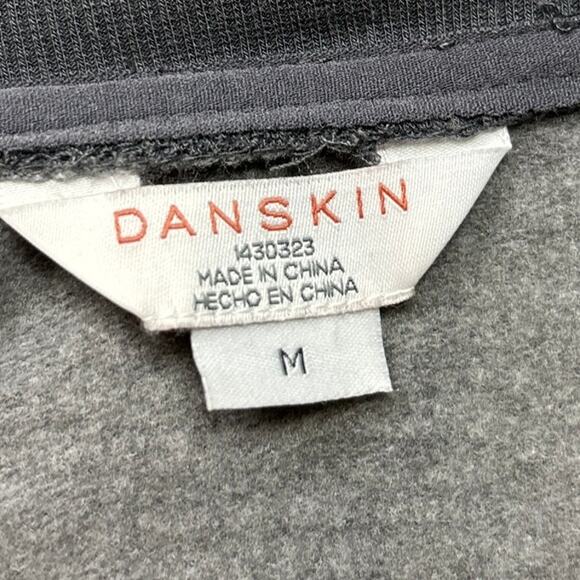 DANSKIN
1430323
MADE IN CHINA
HECHO EN CHINA
M